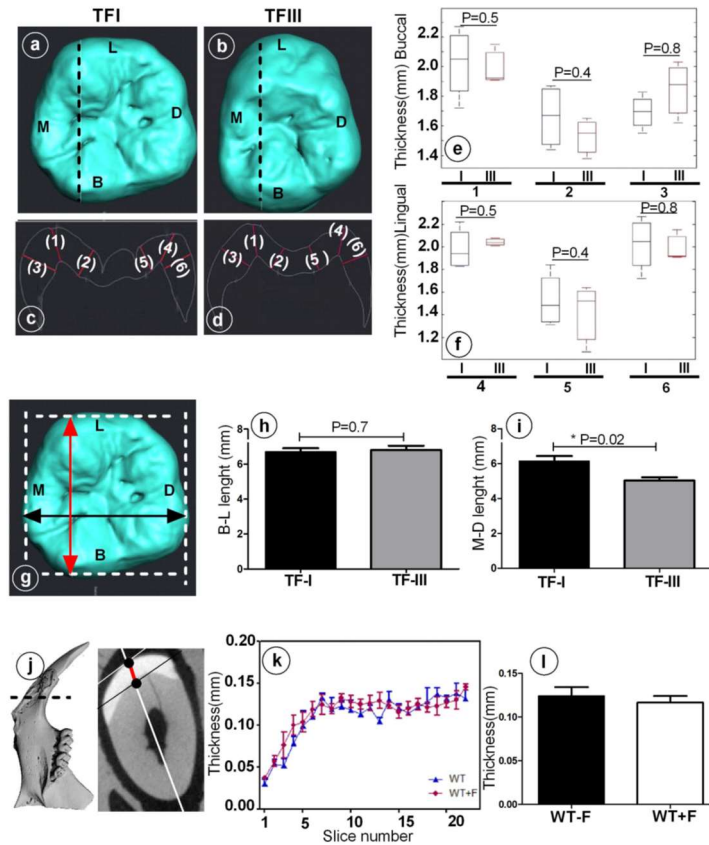 TFI
TFIII
a
L
M
D
B
b
L
M
D
B
(1)
(2)
(3)
(4)
(5)
(6)
c
(1)
(2)
(3)
(4)
(5)
(6)
d
Thickness(mm) Buccal
2.2
2.0
1.8
1.6
1.4
P=0.5
P=0.4
P=0.8
e
I III I III I III
1 2 3
Thickness(mm)Lingual
2.2
2.0
1.8
1.6
1.4
1.2
P=0.5
P=0.4
P=0.8
f
I III I III I III
4 5 6
g
L
M
D
B
h
B-L lenght (mm)
8
6
4
2
0
P=0.7
TF-I TF-III
i
M-D lenght (mm)
8
6
4
2
0
* P=0.02
TF-I TF-III
j
k
Thickness(mm)
0.20
0.15
0.10
0.05
0.00
1 5 10 15 20
Slice number
WT
WT+F
l
Thickness(mm)
0.15
0.10
0.05
0.00
WT-F WT+F